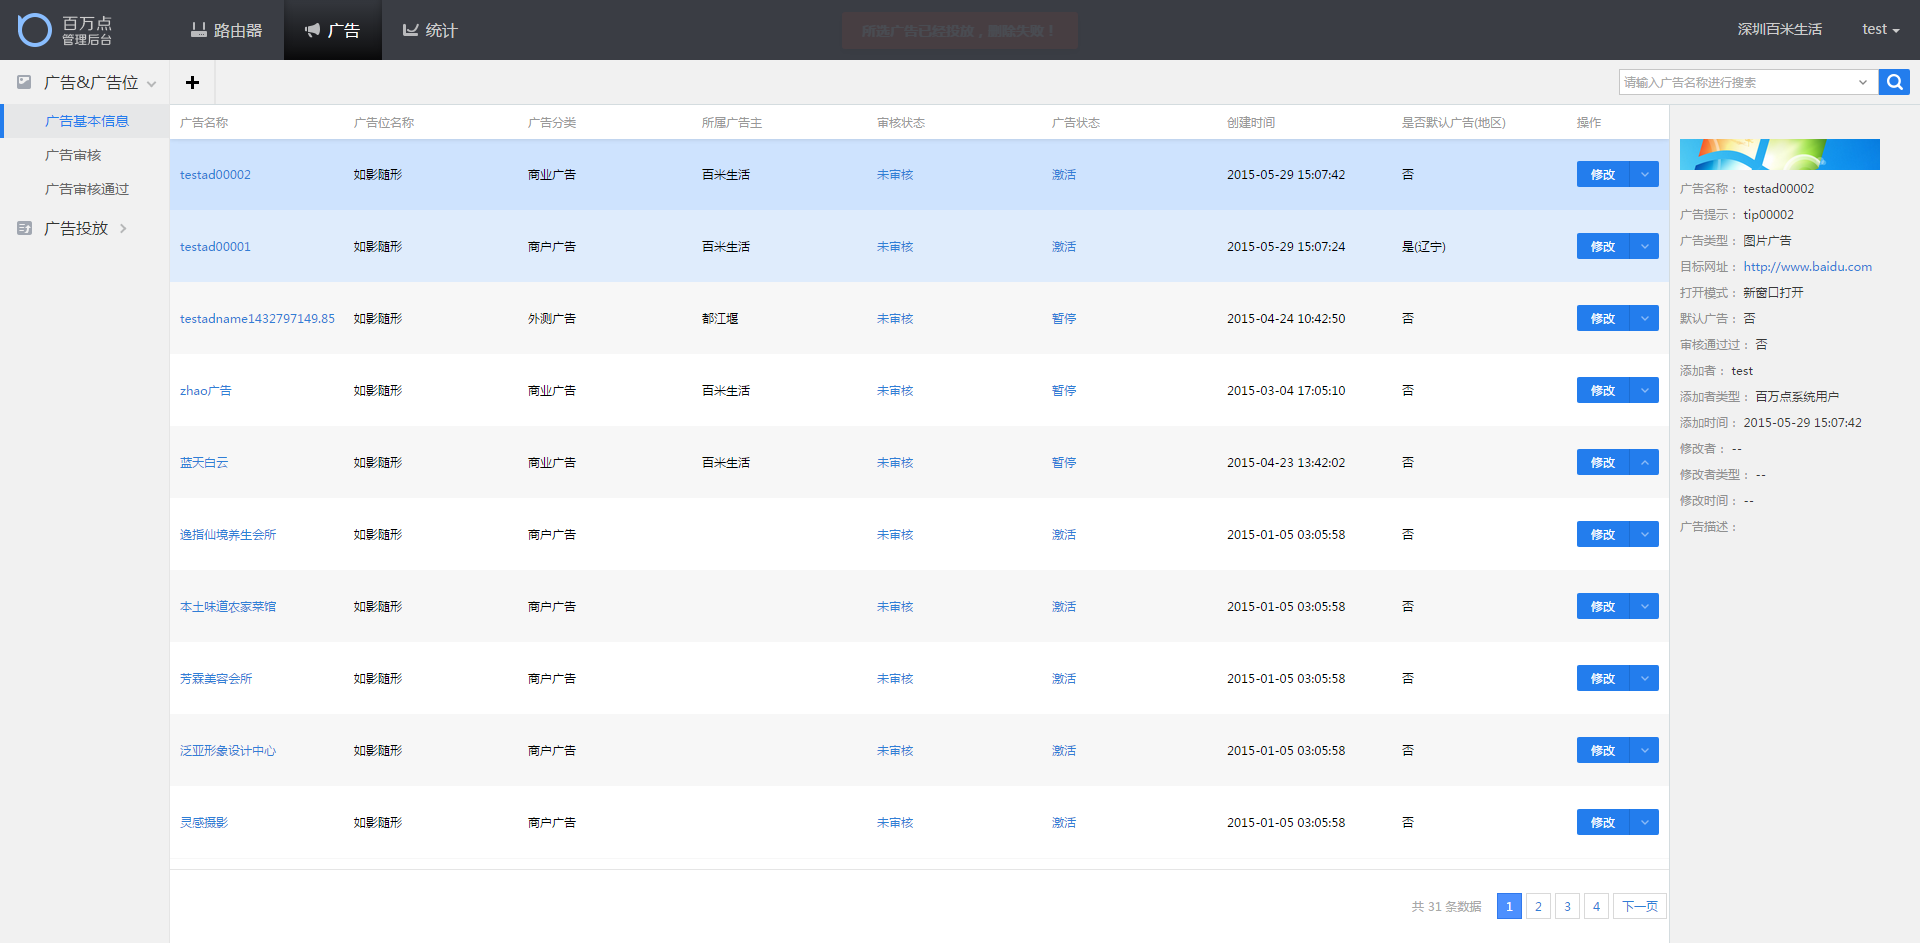 百万点
管理后台
路由器
广告
统计
所选广告已经投放，删除失败！
深圳百米生活
test
广告&广告位
请输入广告名称进行搜索
广告基本信息
广告审核
广告审核通过
广告投放
广告名称 广告位名称 广告分类 所属广告主 审核状态 广告状态 创建时间 是否默认广告(地区) 操作
testad00002 如影随形 商业广告 百米生活 未审核 激活 2015-05-29 15:07:42 否 修改
testad00001 如影随形 商户广告 百米生活 未审核 激活 2015-05-29 15:07:24 是(辽宁) 修改
testadname1432797149.85 如影随形 外测广告 都江堰 未审核 暂停 2015-04-24 10:42:50 否 修改
zhao广告 如影随形 商业广告 百米生活 未审核 暂停 2015-03-04 17:05:10 否 修改
蓝天白云 如影随形 商业广告 百米生活 未审核 暂停 2015-04-23 13:42:02 否 修改
逸指仙境养生会所 如影随形 商户广告 未审核 激活 2015-01-05 03:05:58 否 修改
本土味道农家菜馆 如影随形 商户广告 未审核 激活 2015-01-05 03:05:58 否 修改
芳霖美容会所 如影随形 商户广告 未审核 激活 2015-01-05 03:05:58 否 修改
泛亚形象设计中心 如影随形 商户广告 未审核 激活 2015-01-05 03:05:58 否 修改
灵感摄影 如影随形 商户广告 未审核 激活 2015-01-05 03:05:58 否 修改
共 31 条数据 1 2 3 4 下一页
广告名称： testad00002
广告提示： tip00002
广告类型： 图片广告
目标网址： http://www.baidu.com
打开模式： 新窗口打开
默认广告： 否
审核通过过： 否
添加者： test
添加者类型： 百万点系统用户
添加时间： 2015-05-29 15:07:42
修改者： --
修改者类型： --
修改时间： --
广告描述：